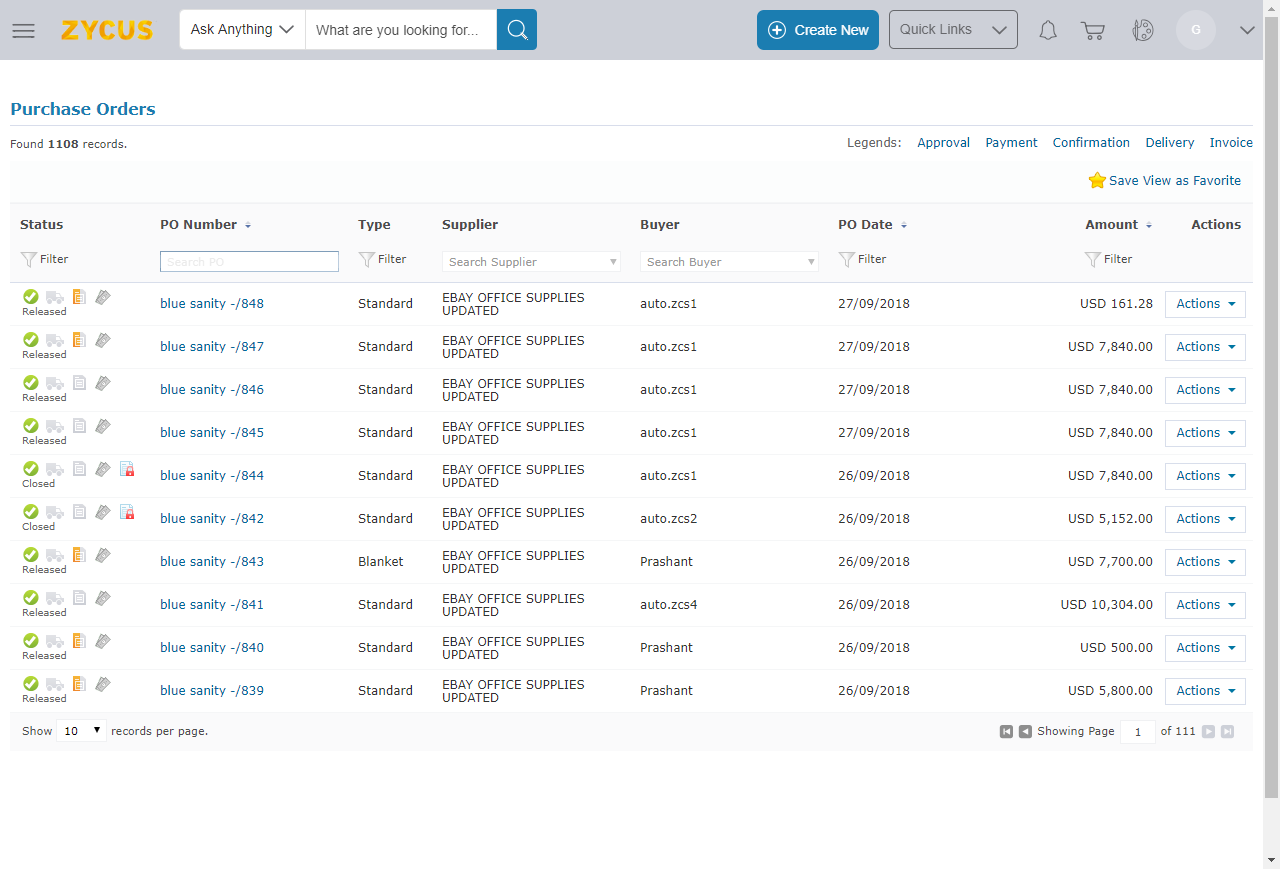 ZYCUS Ask Anything What are you looking for... Create New Quick Links G
Purchase Orders
Found 1108 records. Legends: Approval Payment Confirmation Delivery Invoice
Save View as Favorite
Status PO Number Type Supplier Buyer PO Date Amount Actions
Filter Search PO Filter Search Supplier Search Buyer Filter Filter
Released blue sanity -/848 Standard EBAY OFFICE SUPPLIES UPDATED auto.zcs1 27/09/2018 USD 161.28 Actions
Released blue sanity -/847 Standard EBAY OFFICE SUPPLIES UPDATED auto.zcs1 27/09/2018 USD 7,840.00 Actions
Released blue sanity -/846 Standard EBAY OFFICE SUPPLIES UPDATED auto.zcs1 27/09/2018 USD 7,840.00 Actions
Released blue sanity -/845 Standard EBAY OFFICE SUPPLIES UPDATED auto.zcs1 27/09/2018 USD 7,840.00 Actions
Closed blue sanity -/844 Standard EBAY OFFICE SUPPLIES UPDATED auto.zcs1 26/09/2018 USD 7,840.00 Actions
Closed blue sanity -/842 Standard EBAY OFFICE SUPPLIES UPDATED auto.zcs2 26/09/2018 USD 5,152.00 Actions
Released blue sanity -/843 Blanket EBAY OFFICE SUPPLIES UPDATED Prashant 26/09/2018 USD 7,700.00 Actions
Released blue sanity -/841 Standard EBAY OFFICE SUPPLIES UPDATED auto.zcs4 26/09/2018 USD 10,304.00 Actions
Released blue sanity -/840 Standard EBAY OFFICE SUPPLIES UPDATED Prashant 26/09/2018 USD 500.00 Actions
Released blue sanity -/839 Standard EBAY OFFICE SUPPLIES UPDATED Prashant 26/09/2018 USD 5,800.00 Actions
Show 10 records per page. Showing Page 1 of 111